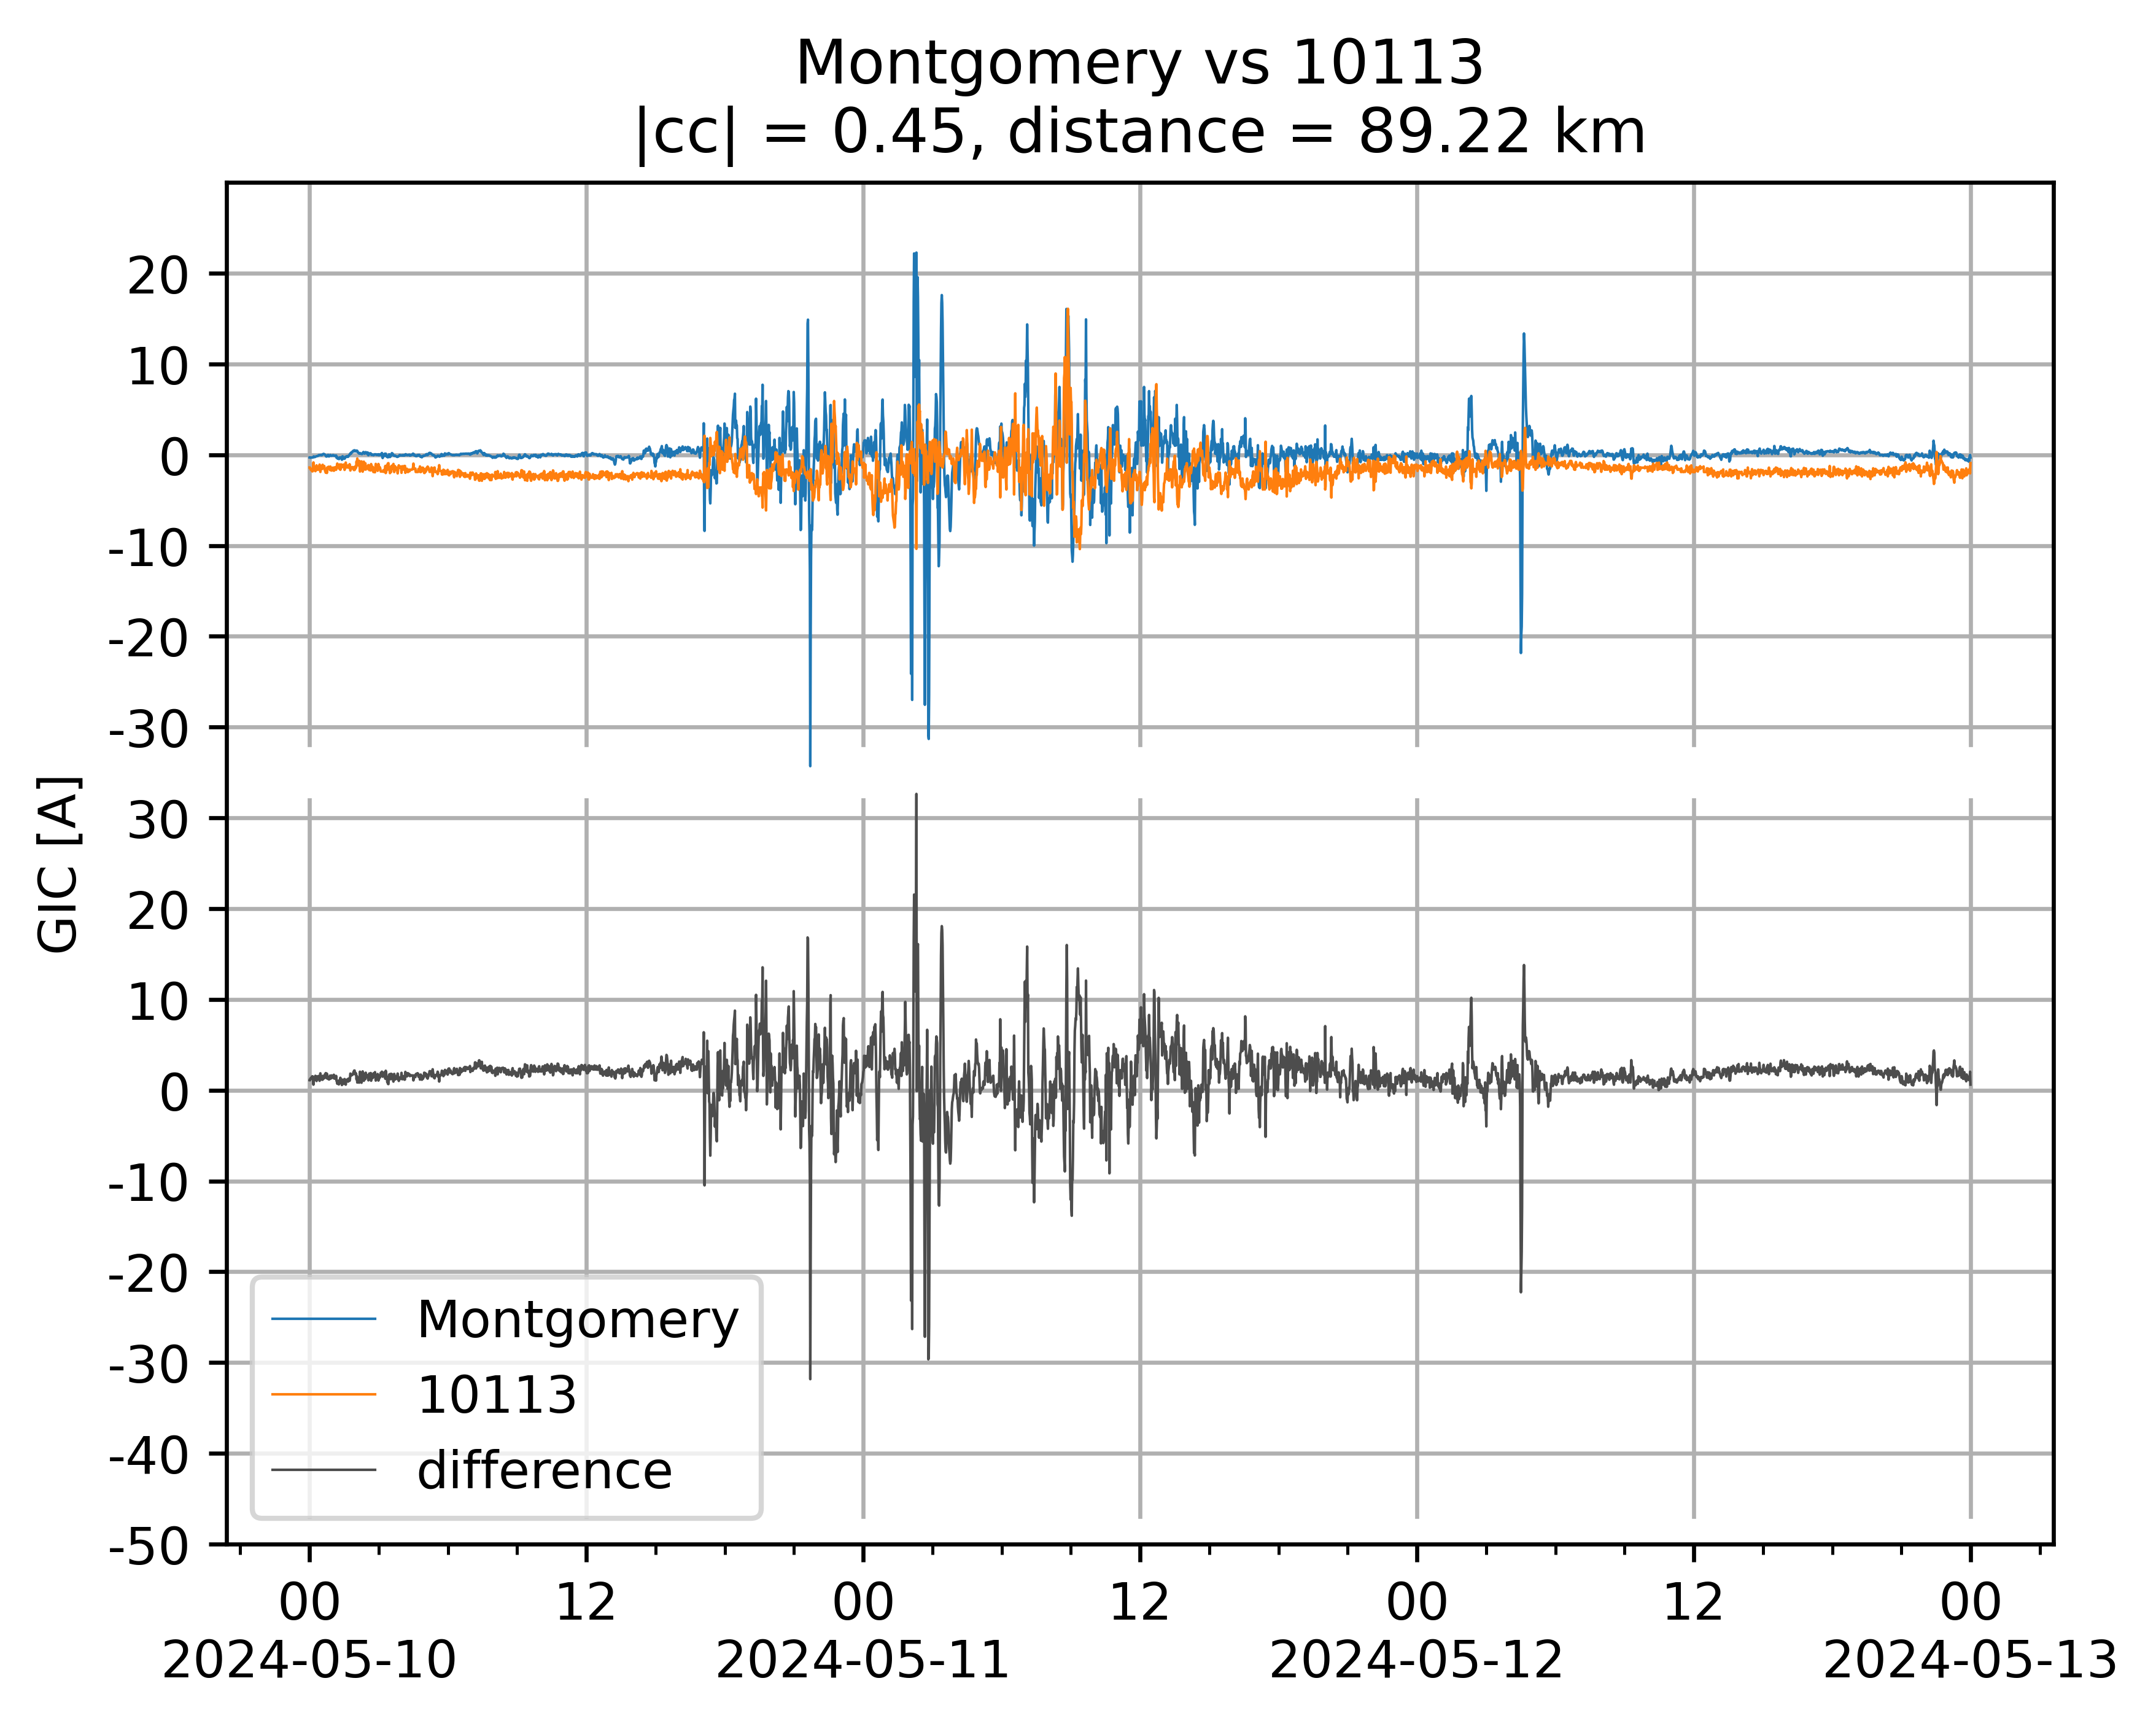 Montgomery vs 10113
|cc| = 0.45, distance = 89.22 km
GIC [A]
20
10
0
-10
-20
-30
30
20
10
0
-10
-20
-30
-40
-50
Montgomery
10113
difference
00 12 00 12 00 12 00
2024-05-10 2024-05-11 2024-05-12 2024-05-13